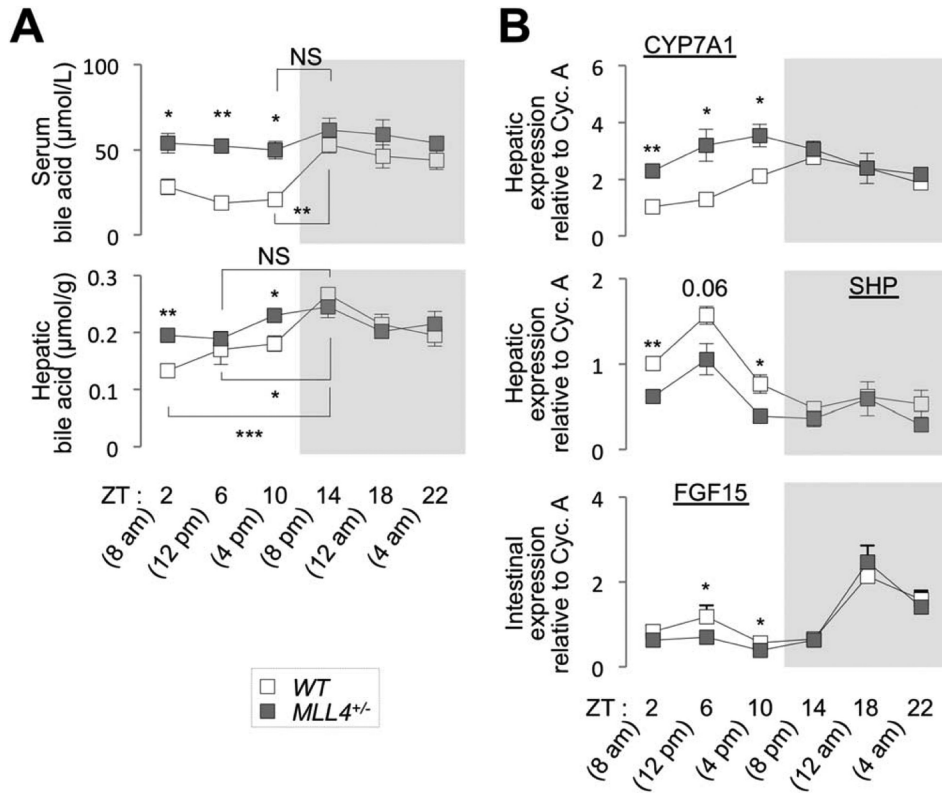 A
NS
100
50
0
Serum
bile acid (µmol/L)
* ** *
**
NS
0.3
0.2
0.1
0
Hepatic
bile acid (µmol/g)
** *
*
***
ZT : 2 6 10 14 18 22
(8 am) (12 pm) (4 pm) (8 pm) (12 am) (4 am)
WT
MLL4+/-
B
CYP7A1
6
4
2
0
Hepatic
expression
relative to Cyc. A
** * *
SHP
2
1
0
Hepatic
expression
relative to Cyc. A
** 0.06 *
FGF15
4
2
0
Intestinal
expression
relative to Cyc. A
* *
ZT : 2 6 10 14 18 22
(8 am) (12 pm) (4 pm) (8 pm) (12 am) (4 am)